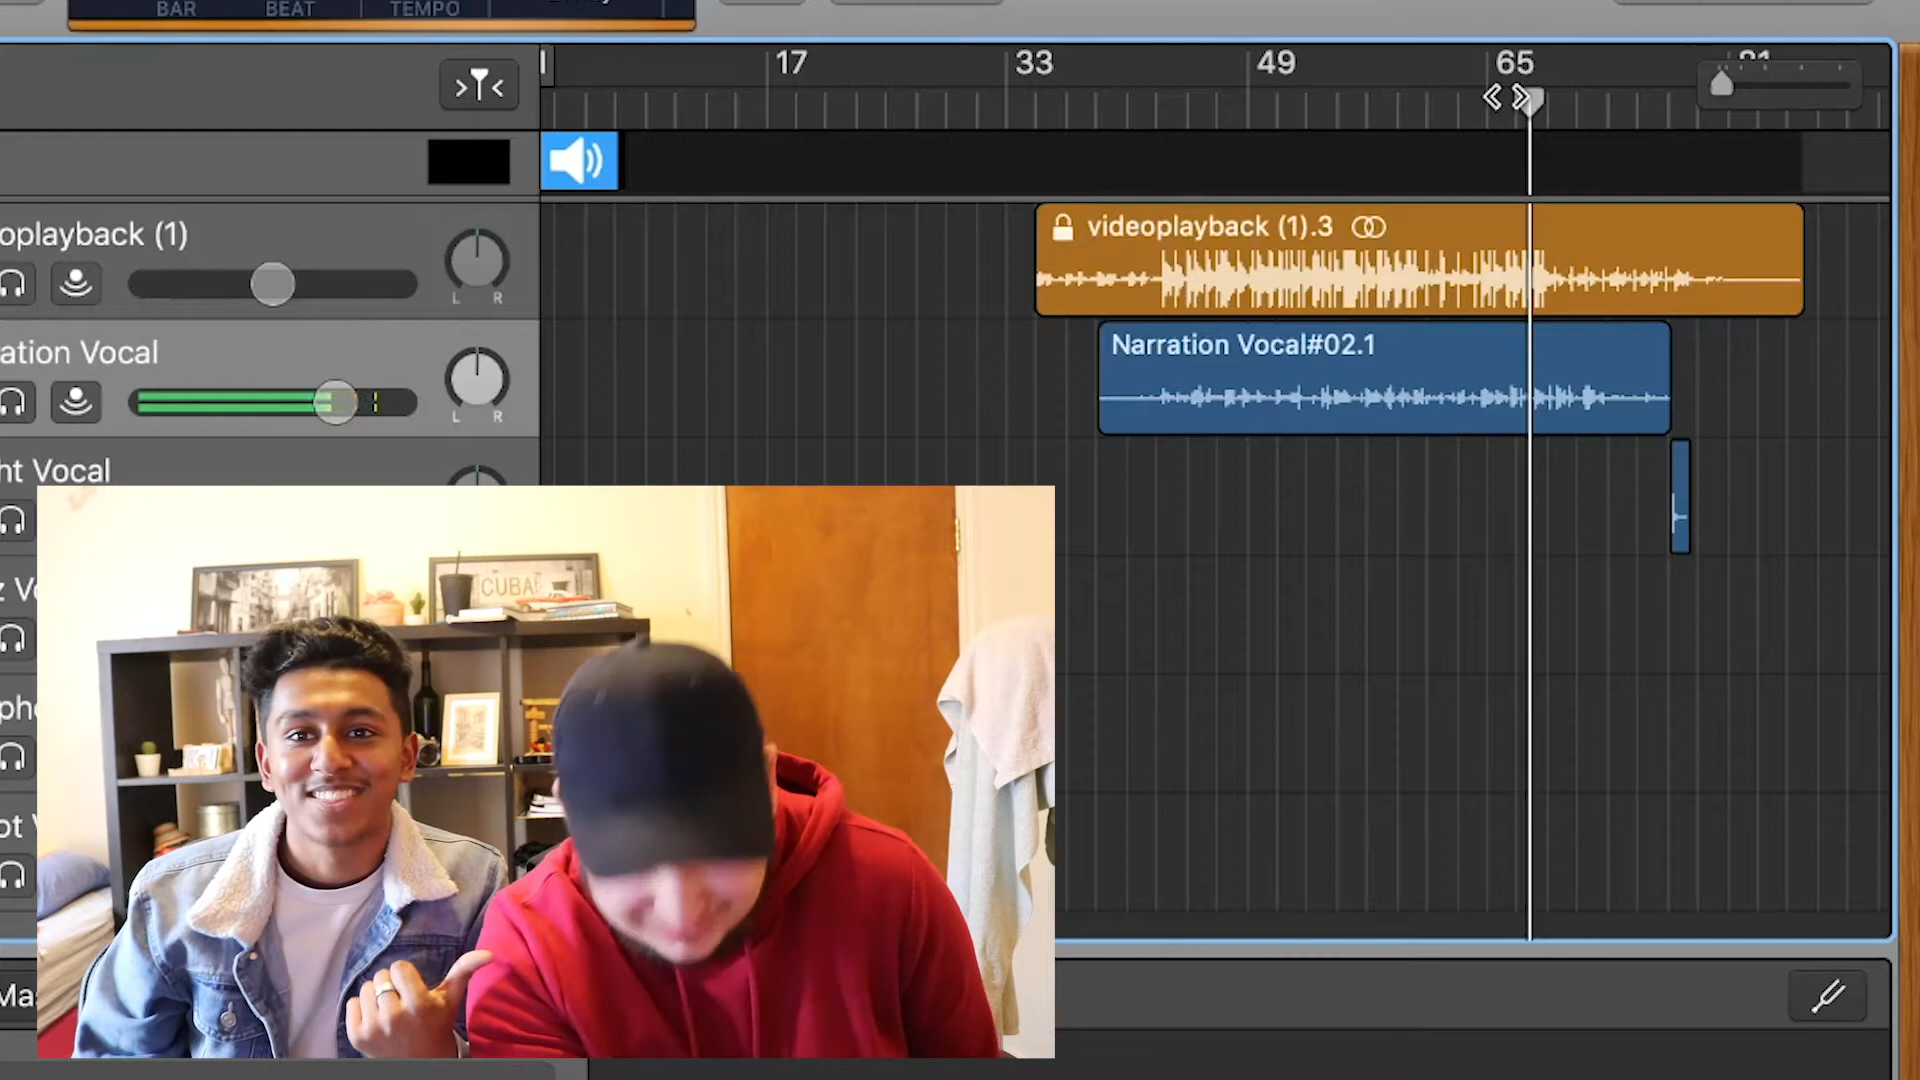 BAR BEAT TEMPO
17 33 49 65
oplayback (1)
L R
videoplayback (1).3
ation Vocal
L R
Narration Vocal#02.1
ht Vocal
CUBA